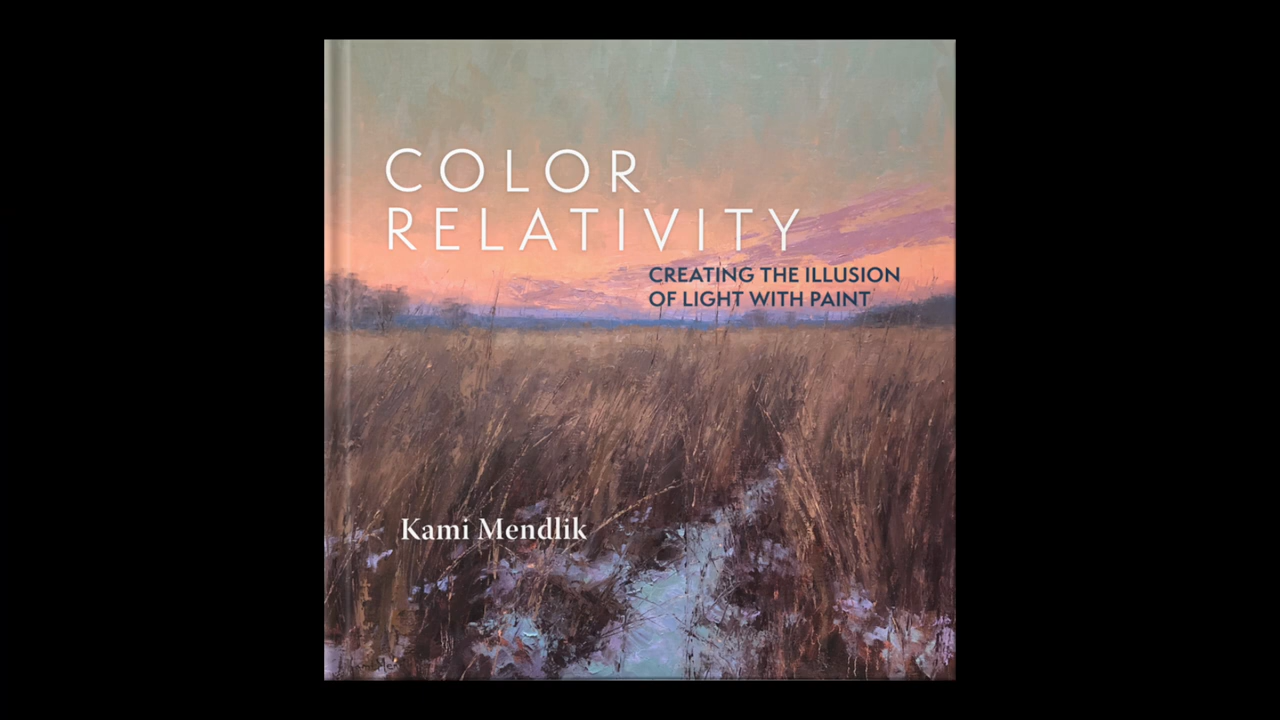 COLOR
RELATIVITY
CREATING THE ILLUSION
OF LIGHT WITH PAINT
Kami Mendlik